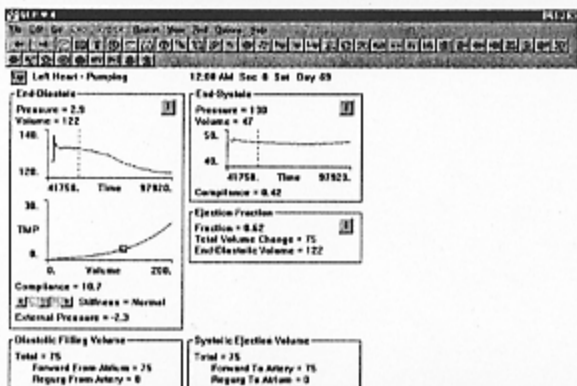 Left Heart - Pumping
12:00 AM Sec 0 Sat Day 69
End-Diastole
Pressure = 2.9
Volume = 122
140.
120.
41758. Time 97920.
30.
TMP
0.
0. Volume 200.
Compliance = 10.7
Stiffness = Normal
External Pressure = -2.3
End-Systole
Pressure = 130
Volume = 47
50.
40.
41758. Time 97920.
Compliance = 0.42
Ejection Fraction
Fraction = 0.62
Total Volume Change = 75
End-Diastolic Volume = 122
Diastolic Filling Volume
Total = 75
Forward From Atrium = 75
Regurg From Artery = 0
Systolic Ejection Volume
Total = 75
Forward To Artery = 75
Regurg To Atrium = 0